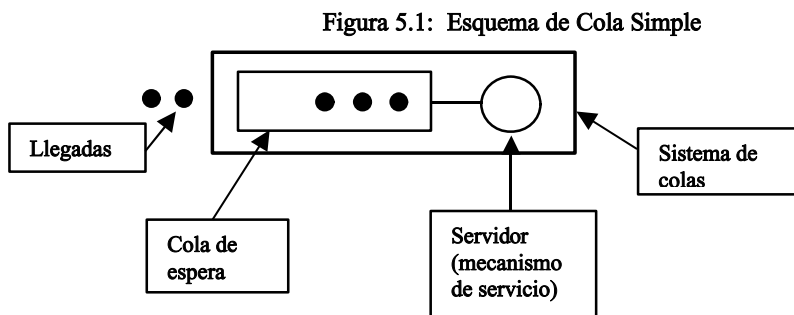 Figura 5.1: Esquema de Cola Simple
Llegadas
Sistema de
colas
Cola de
espera
Servidor
(mecanismo
de servicio)